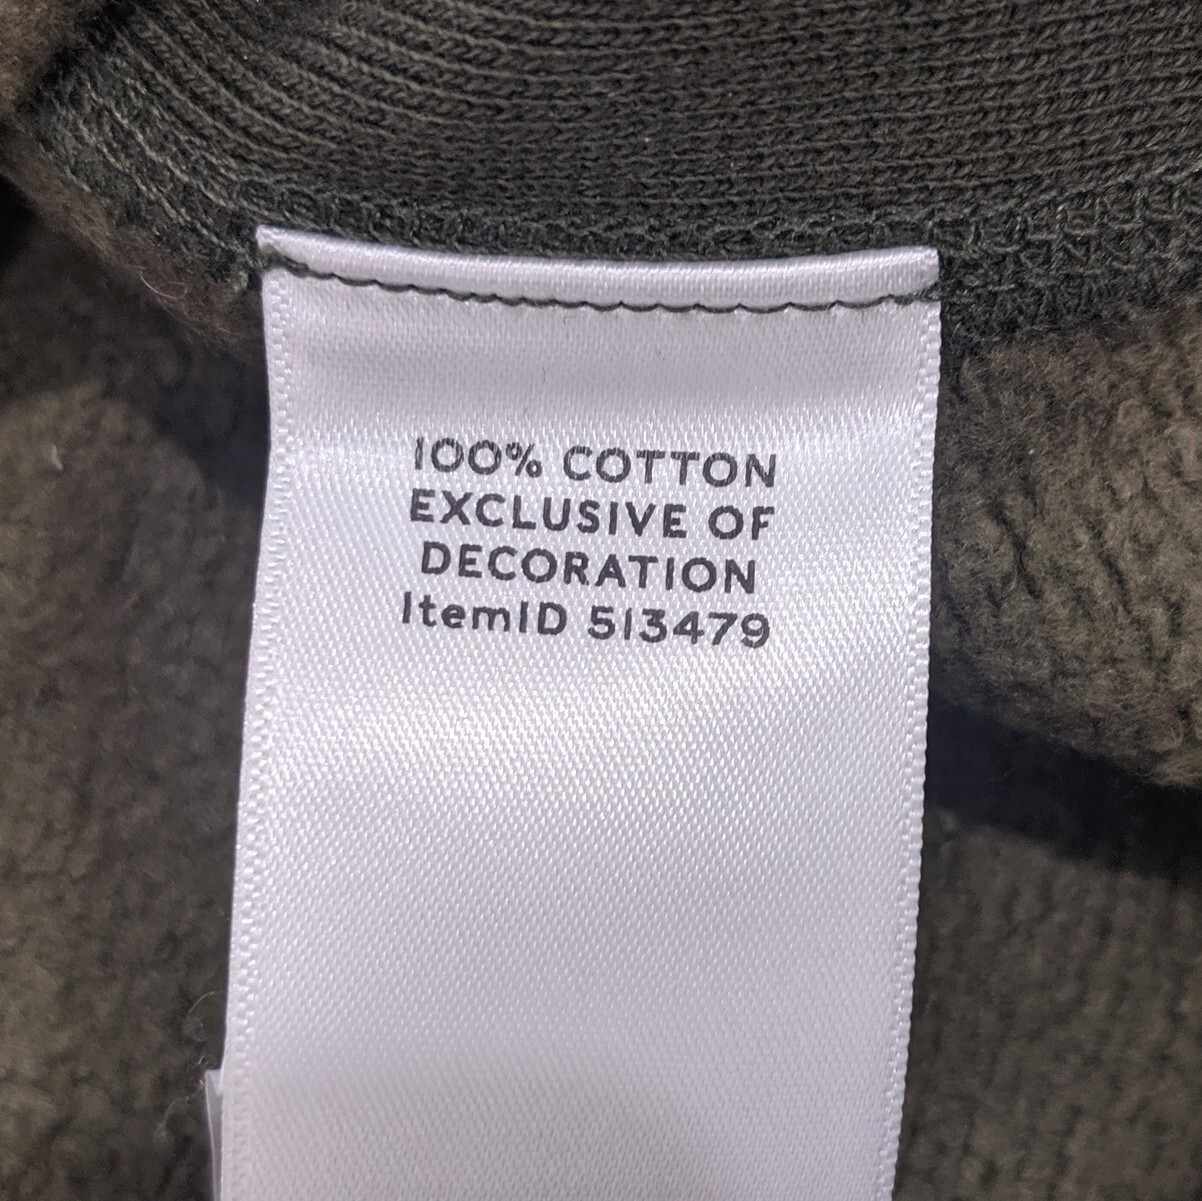 100% COTTON
EXCLUSIVE OF
DECORATION
ItemID 513479